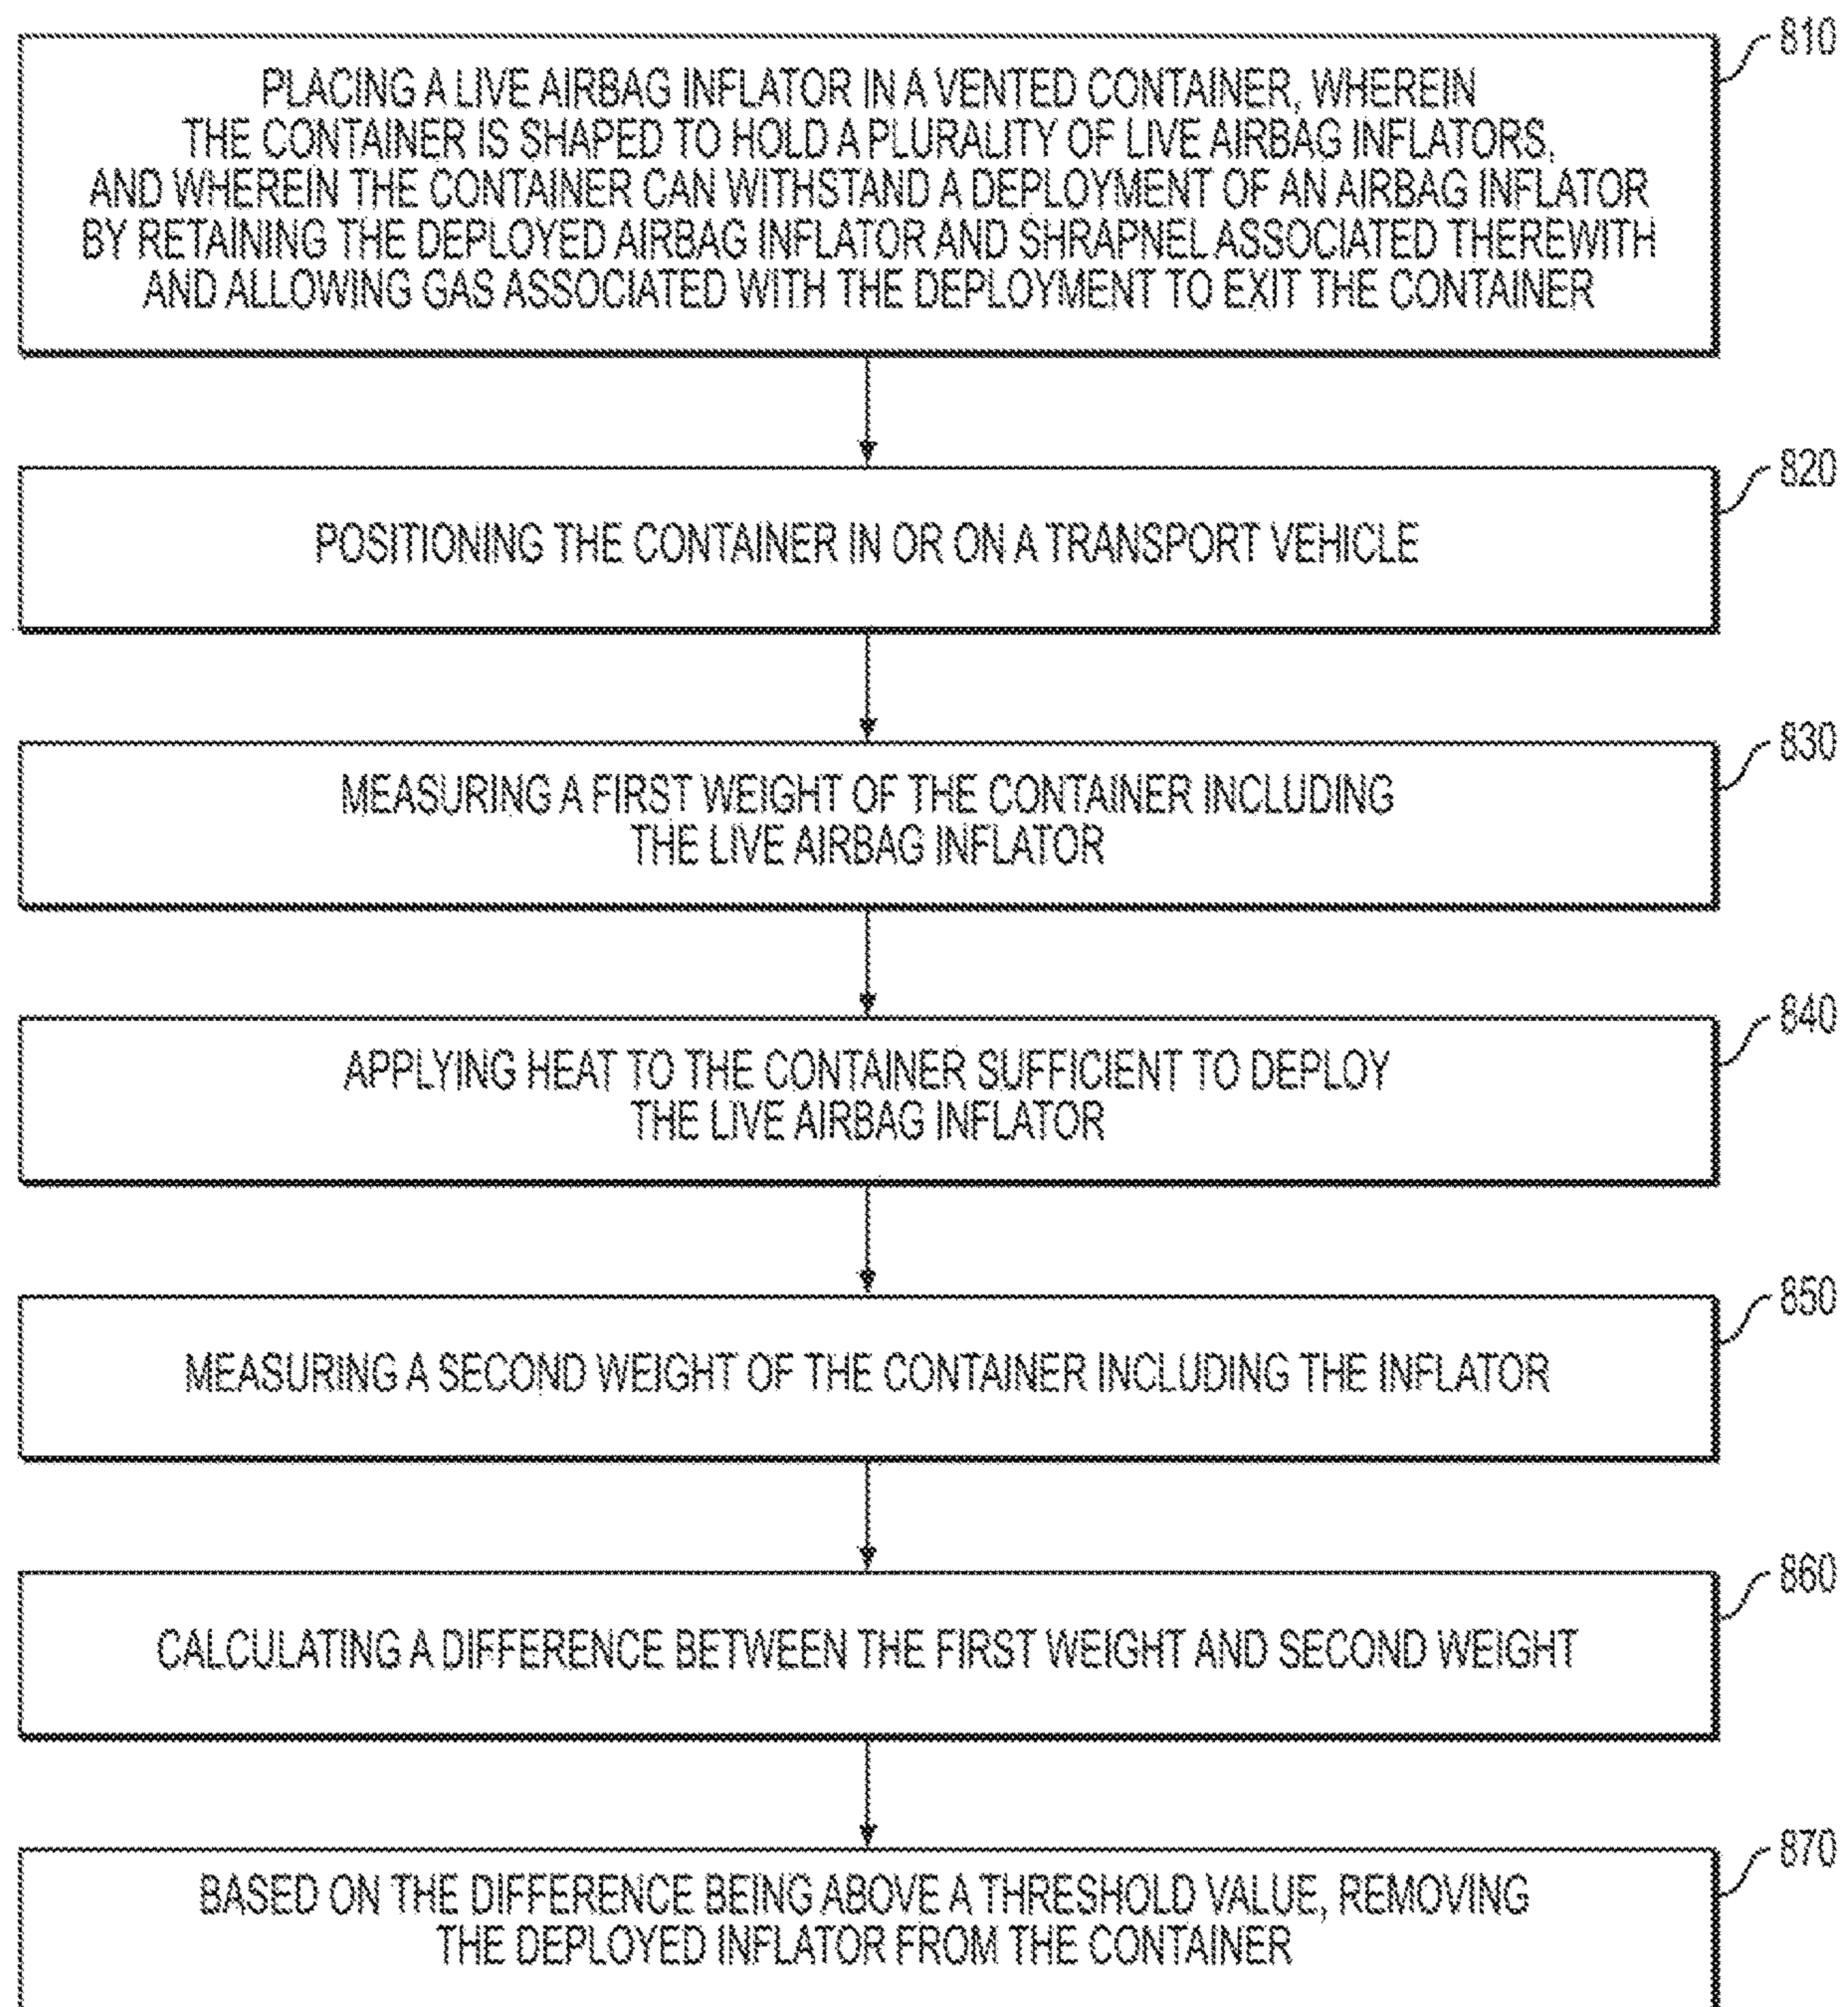 810
PLACING A LIVE AIRBAG INFLATOR IN A VENTED CONTAINER, WHEREIN
THE CONTAINER IS SHAPED TO HOLD A PLURALITY OF LIVE AIRBAG INFLATORS,
AND WHEREIN THE CONTAINER CAN WITHSTAND A DEPLOYMENT OF AN AIRBAG INFLATOR
BY RETAINING THE DEPLOYED AIRBAG INFLATOR AND SHRAPNEL ASSOCIATED THEREWITH
AND ALLOWING GAS ASSOCIATED WITH THE DEPLOYMENT TO EXIT THE CONTAINER
820
POSITIONING THE CONTAINER IN OR ON A TRANSPORT VEHICLE
830
MEASURING A FIRST WEIGHT OF THE CONTAINER INCLUDING
THE LIVE AIRBAG INFLATOR
840
APPLYING HEAT TO THE CONTAINER SUFFICIENT TO DEPLOY
THE LIVE AIRBAG INFLATOR
850
MEASURING A SECOND WEIGHT OF THE CONTAINER INCLUDING THE INFLATOR
860
CALCULATING A DIFFERENCE BETWEEN THE FIRST WEIGHT AND SECOND WEIGHT
870
BASED ON THE DIFFERENCE BEING ABOVE A THRESHOLD VALUE, REMOVING
THE DEPLOYED INFLATOR FROM THE CONTAINER